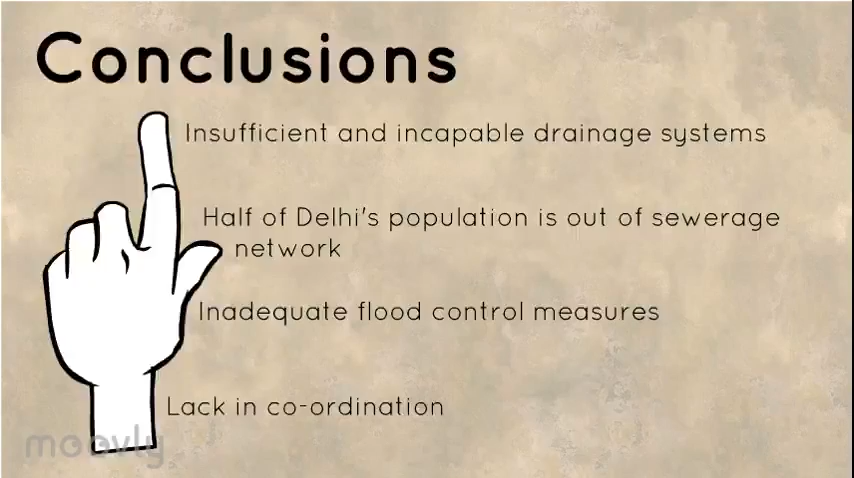 Conclusions
Insufficient and incapable drainage systems
Half of Delhi's population is out of sewerage
network
Inadequate flood control measures
Lack in co-ordination
moovly